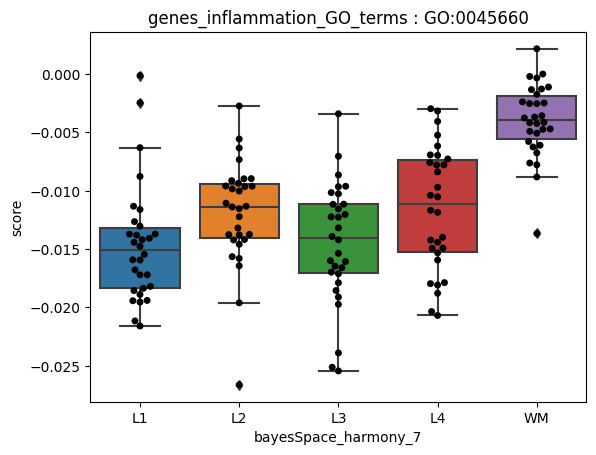 genes_inflammation_GO_terms : GO:0045660
0.000
−0.005
−0.010
−0.015
−0.020
−0.025
score
L1 L2 L3 L4 WM
bayesSpace_harmony_7